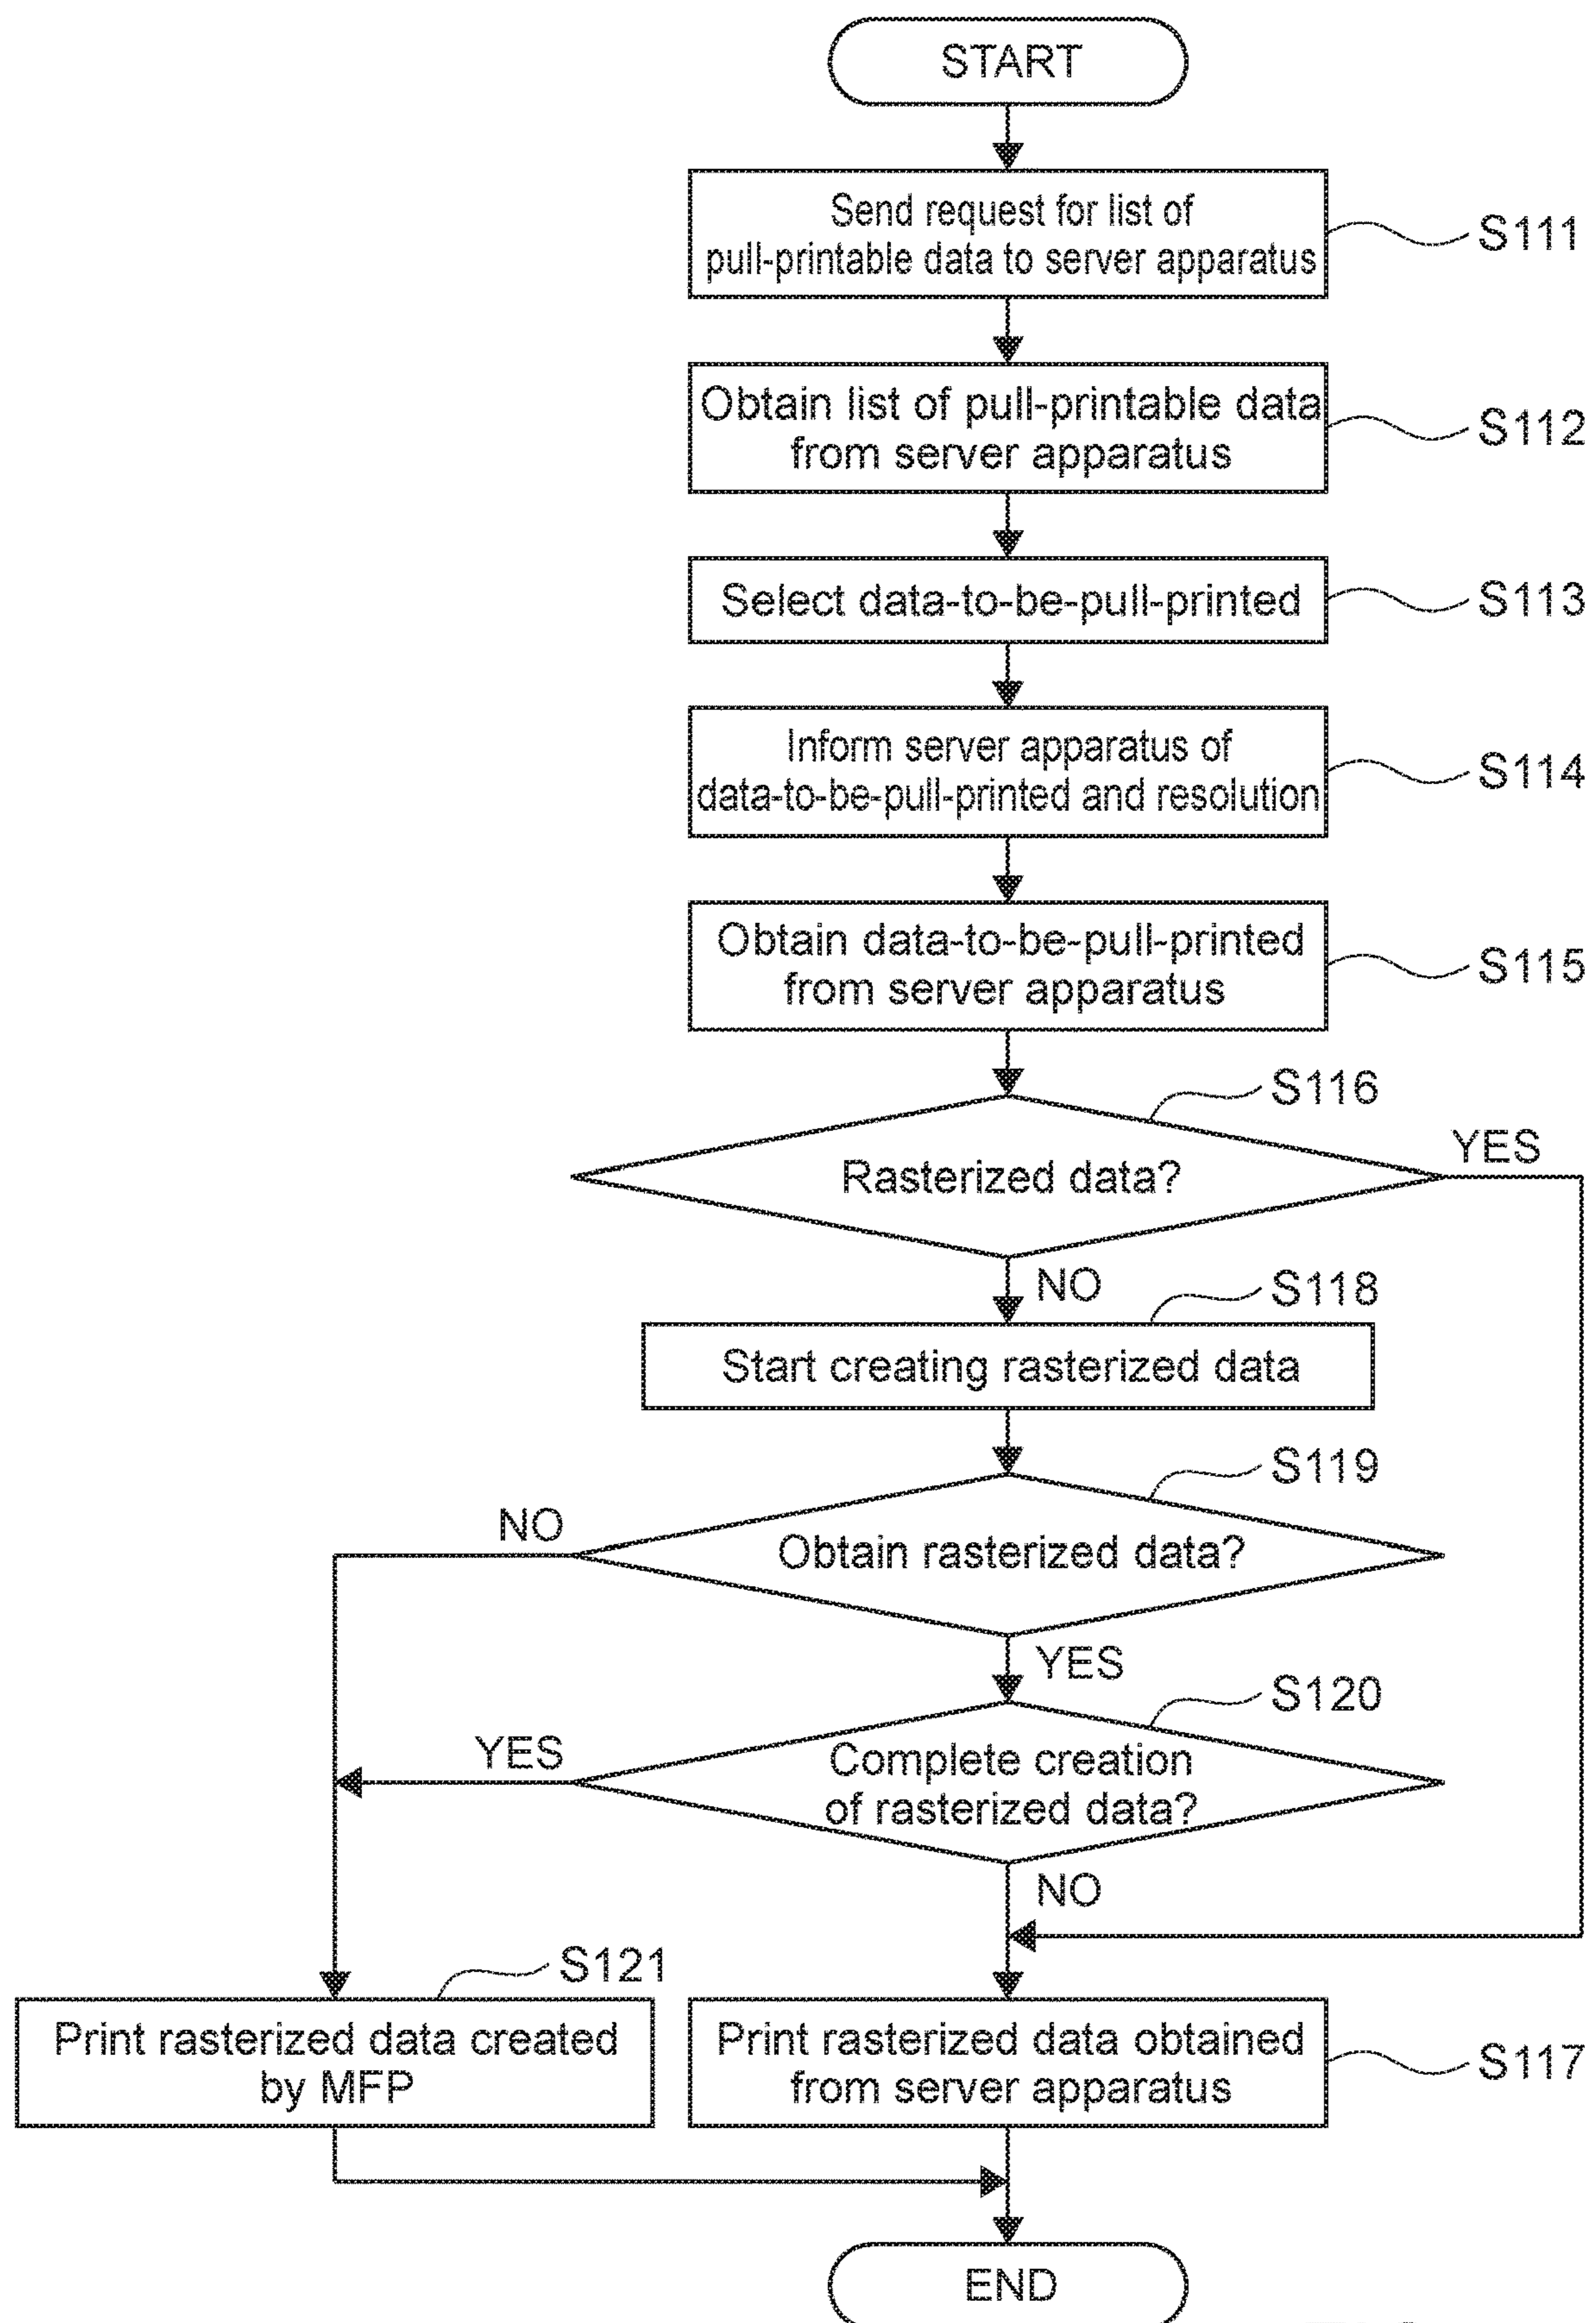 START
Send request for list of
pull-printable data to server apparatus
S111
Obtain list of pull-printable data
from server apparatus
S112
Select data-to-be-pull-printed
S113
Inform server apparatus of
data-to-be-pull-printed and resolution
S114
Obtain data-to-be-pull-printed
from server apparatus
S115
S116
Rasterized data?
YES
NO
S118
Start creating rasterized data
S119
Obtain rasterized data?
NO
YES
S120
Complete creation
of rasterized data?
YES
NO
S121
Print rasterized data created
by MFP
Print rasterized data obtained
from server apparatus
S117
END